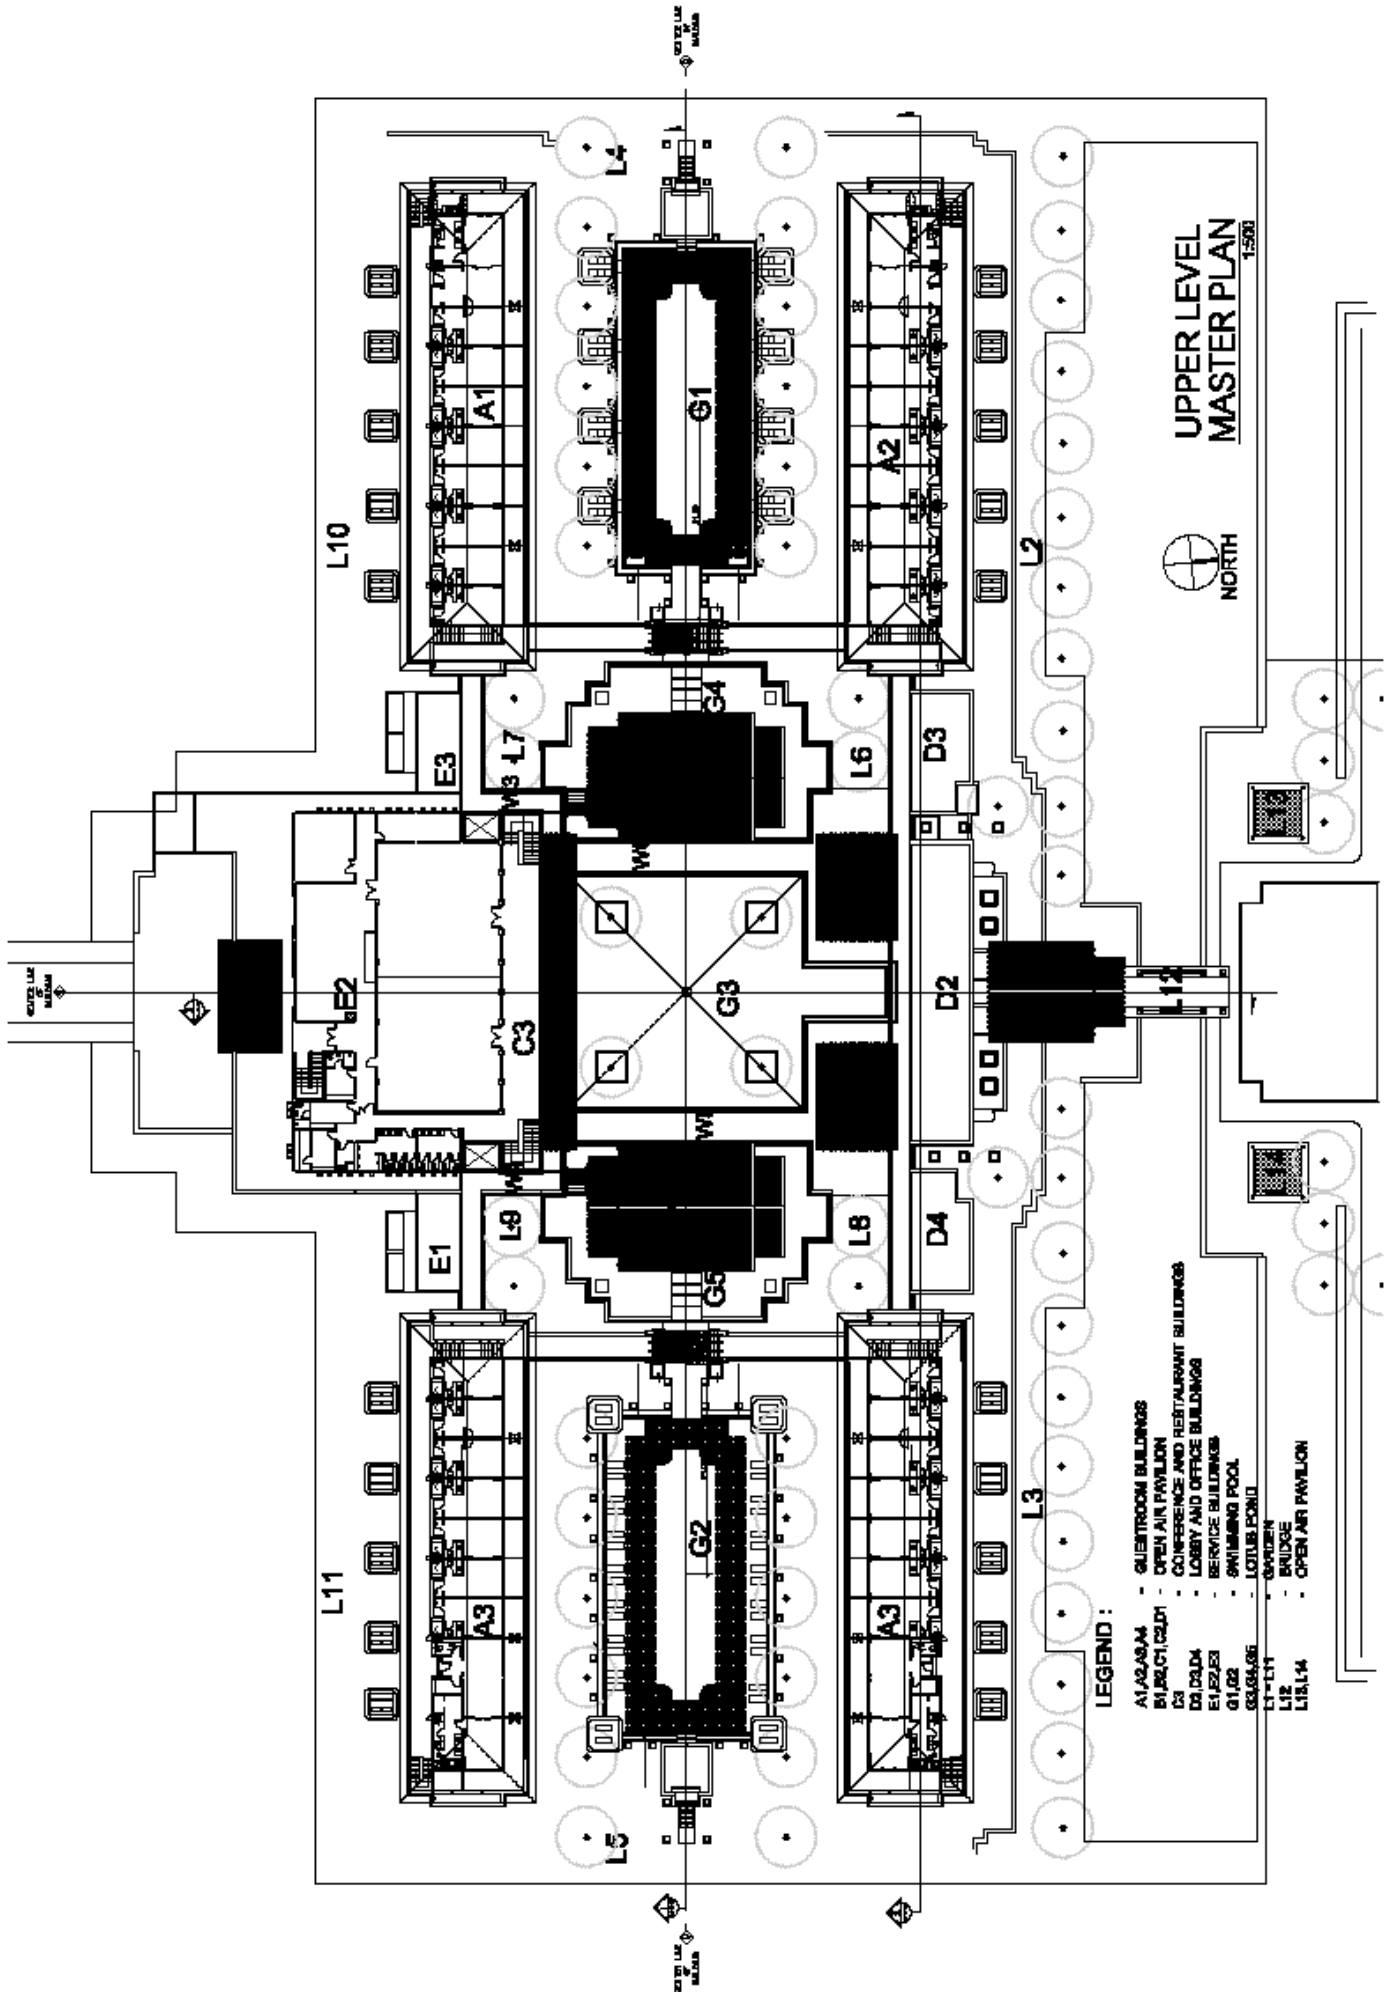 UPPER LEVEL
MASTER PLAN
1:500
NORTH
L4
L10
A1
G1
A2
L2
E3
L7
W3
G4
L6
D3
L13
E2
C3
G3
D2
L12
E1
L9
G5
L8
D4
L14
L11
A3
G2
A3
L3
L5
LEGEND :
A1,A2,A3,A4 - GUESTROOM BUILDINGS
B1,B2,C1,C2,D1 - OPEN AIR PAVILION
C3 - CONFERENCE AND RESTAURANT BUILDINGS
D2,D3,D4 - LOBBY AND OFFICE BUILDINGS
E1,E2,E3 - SERVICE BUILDINGS
G1,G2 - SWIMMING POOL
G3,G4,G5 - LOTUS POND
L1-L11 - GARDEN
L12 - BRIDGE
L13,L14 - OPEN AIR PAVILION